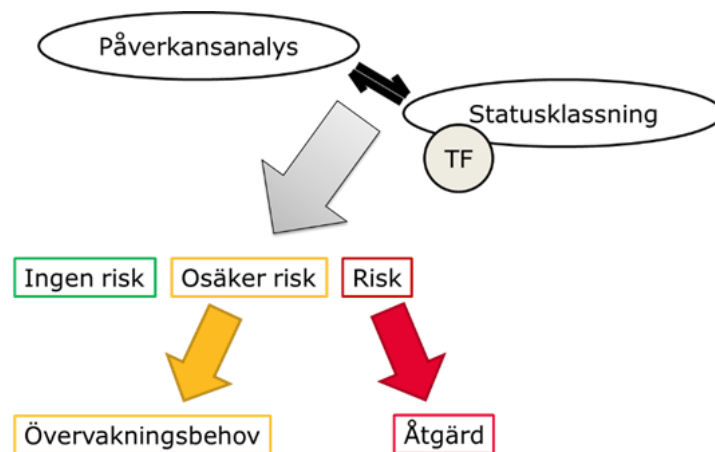 Påverkansanalys
Statusklassning
TF
Ingen risk
Osäker risk
Risk
Övervakningsbehov
Åtgärd